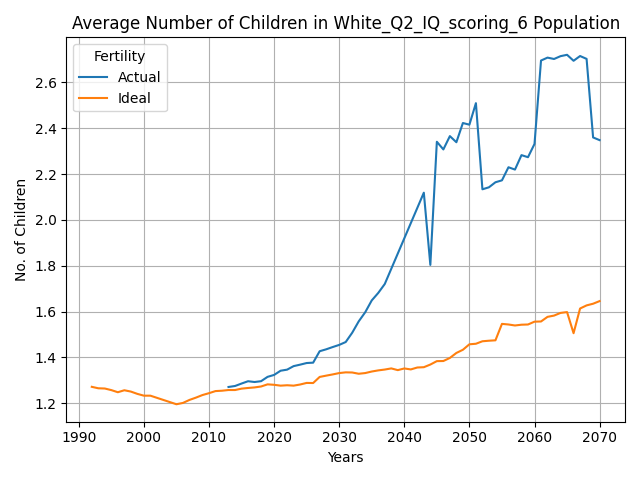 Average Number of Children in White_Q2_IQ_scoring_6 Population
Fertility
Actual
Ideal
No. of Children
2.6
2.4
2.2
2.0
1.8
1.6
1.4
1.2
1990 2000 2010 2020 2030 2040 2050 2060 2070
Years